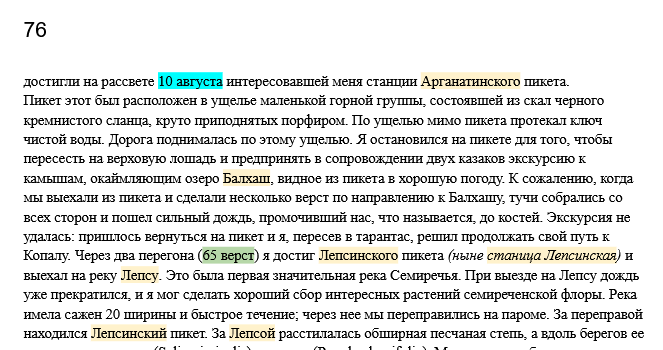 76
достигли на рассвете 10 августа интересовавшей меня станции Арганатинского пикета.
Пикет этот был расположен в ущелье маленькой горной группы, состоявшей из скал черного
кремнистого сланца, круто приподнятых порфиром. По ущелью мимо пикета протекал ключ
чистой воды. Дорога поднималась по этому ущелью. Я остановился на пикете для того, чтобы
пересесть на верховую лошадь и предпринять в сопровождении двух казаков экскурсию к
камышам, окаймляющим озеро Балхаш, видное из пикета в хорошую погоду. К сожалению, когда
мы выехали из пикета и сделали несколько верст по направлению к Балхашу, тучи собрались со
всех сторон и пошел сильный дождь, промочивший нас, что называется, до костей. Экскурсия не
удалась: пришлось вернуться на пикет и я, пересев в тарантас, решил продолжать свой путь к
Копалу. Через два перегона (65 верст) я достиг Лепсинского пикета (ныне станица Лепсинская) и
выехал на реку Лепсу. Это была первая значительная река Семиречья. При выезде на Лепсу дождь
уже прекратился, и я мог сделать хороший сбор интересных растений семиреченской флоры. Река
имела сажен 20 ширины и быстрое течение; через нее мы переправились на пароме. За переправой
находился Лепсинский пикет. За Лепсой расстилалась обширная песчаная степь, а вдоль берегов ее